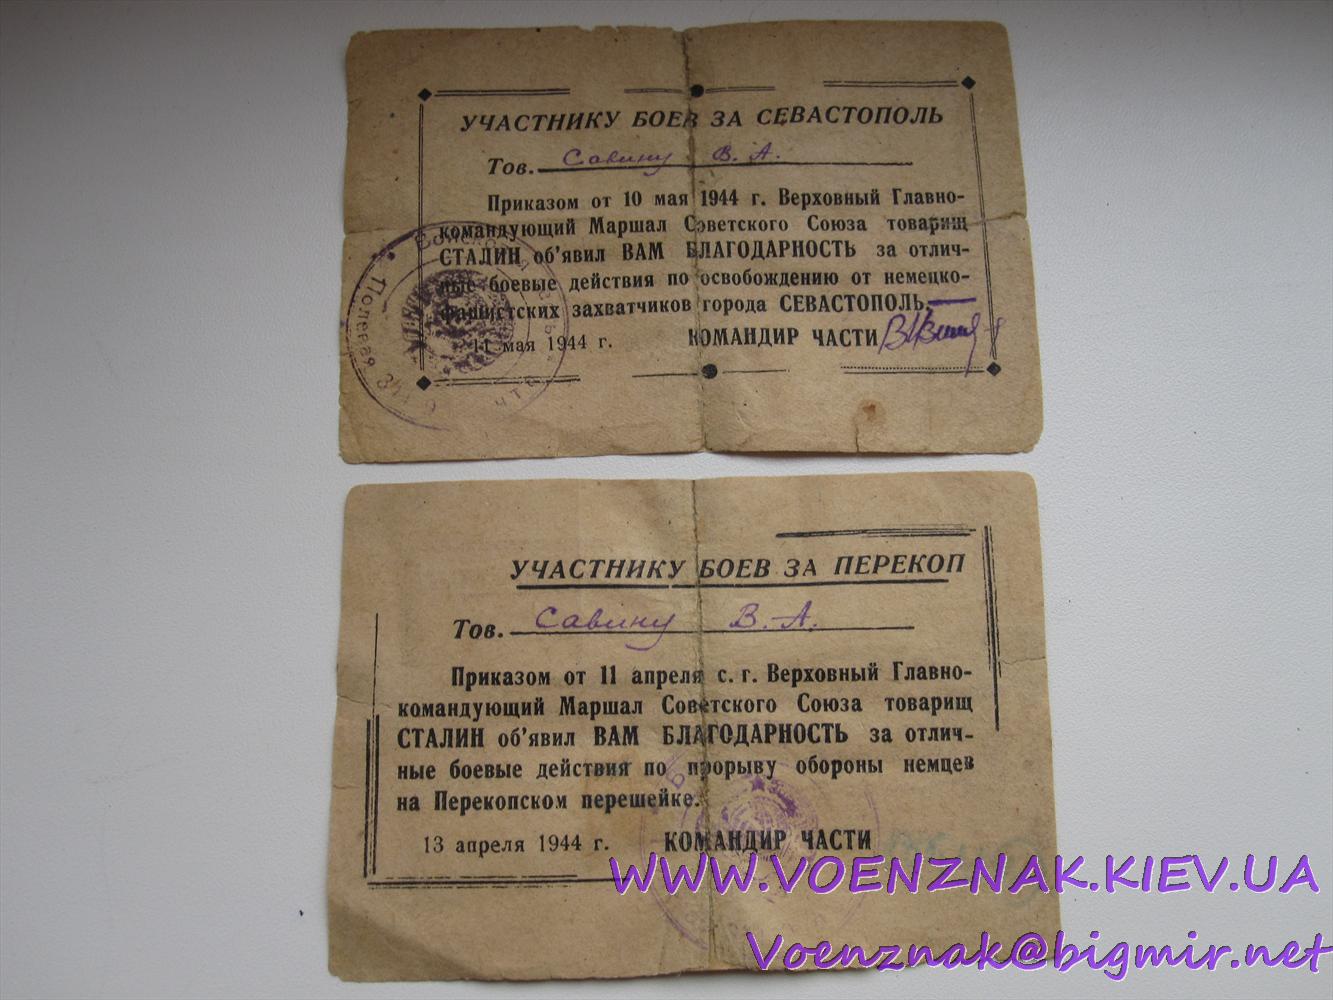 УЧАСТНИКУ БОЕВ ЗА СЕВАСТОПОЛЬ
Тов. Савину В. А.
Приказом от 10 мая 1944 г. Верховный Главно-
командующий Маршал Советского Союза товарищ
СТАЛИН об'явил ВАМ БЛАГОДАРНОСТЬ за отлич-
ные боевые действия по освобождению от немецко-
фашистских захватчиков города СЕВАСТОПОЛЬ.
11 мая 1944 г. КОМАНДИР ЧАСТИ
Полевая
УЧАСТНИКУ БОЕВ ЗА ПЕРЕКОП
Тов. Савину В. А.
Приказом от 11 апреля с. г. Верховный Главно-
командующий Маршал Советского Союза товарищ
СТАЛИН об'явил ВАМ БЛАГОДАРНОСТЬ за отлич-
ные боевые действия по прорыву обороны немцев
на Перекопском перешейке.
13 апреля 1944 г. КОМАНДИР ЧАСТИ
WWW.VOENZNAK.KIEV.UA
Voenznak@bigmir.net